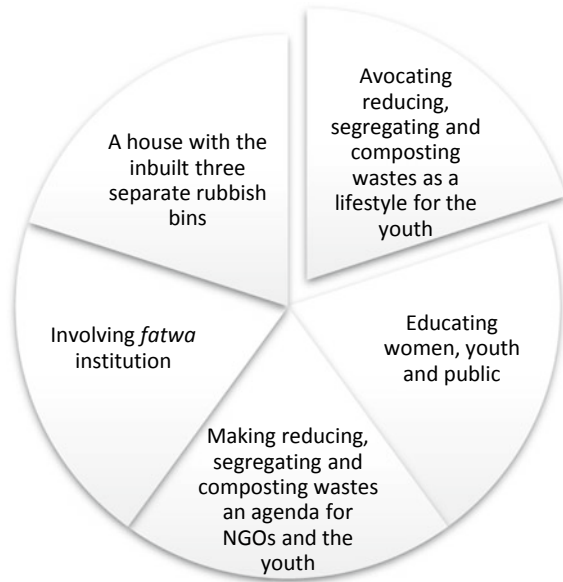 Avocating
reducing,
segregating and
composting
wastes as a
lifestyle for the
youth
Educating
women, youth
and public
Making reducing,
segregating and
composting wastes
an agenda for
NGOs and the
youth
Involving fatwa
institution
A house with the
inbuilt three
separate rubbish
bins